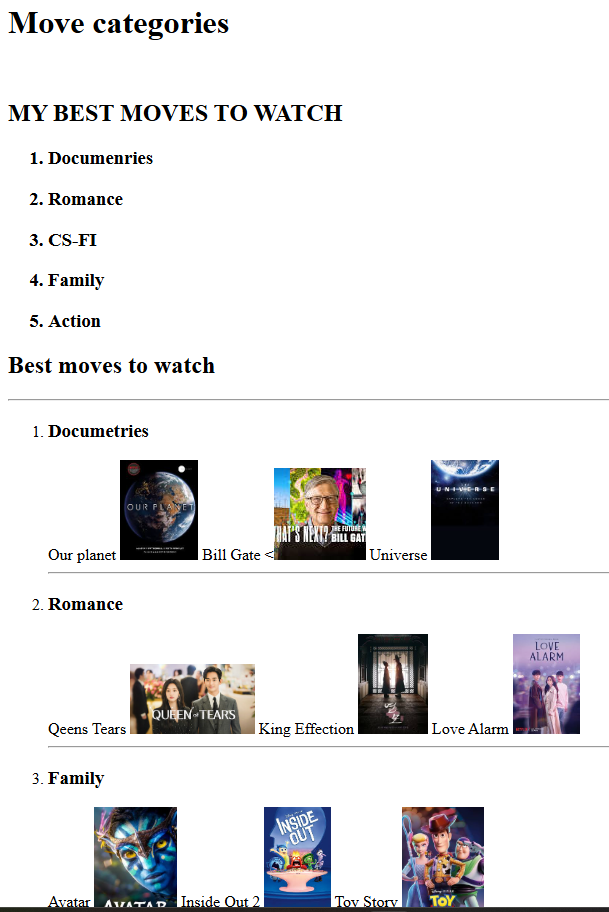 Move categories
MY BEST MOVES TO WATCH
1. Documenries
2. Romance
3. CS-FI
4. Family
5. Action
Best moves to watch
1. Documetries
OUR PLANET
UNIVERSE
HAT'S NEXT? THE FUTURE W
BILL GAT
Our planet Bill Gate < Universe
2. Romance
LOVE
ALARM
QUEEN OF TEARS
Qeens Tears King Effection Love Alarm
3. Family
INSIDE
OUT
AVATAR
TOY
Avatar Inside Out 2 Toy Story